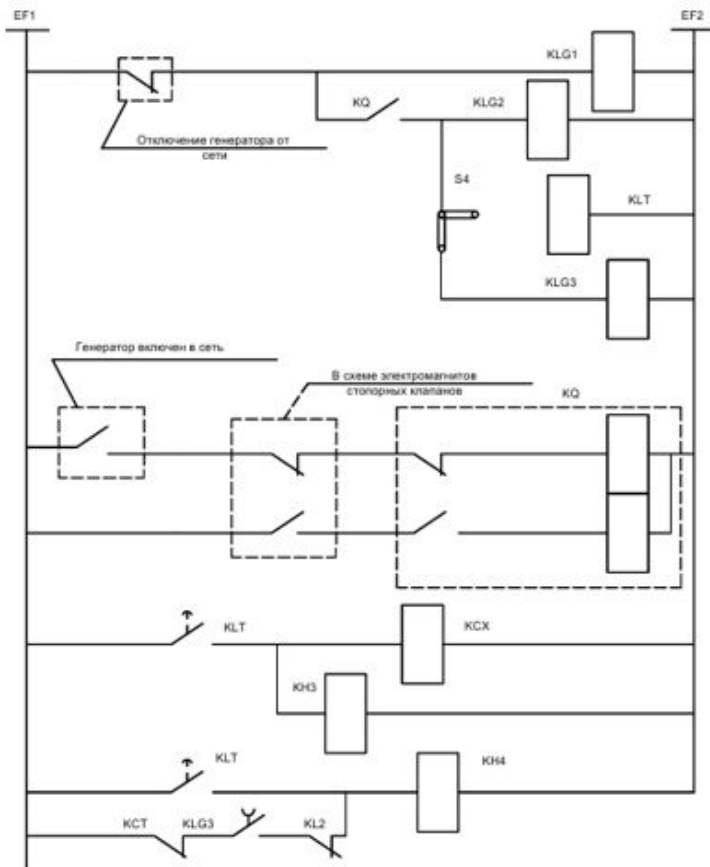 EF1
EF2
KLG1
KQ
KLG2
Отключение генератора от
сети
S4
KLT
KLG3
Генератор включен в сеть
В схеме электромагнитов
стопорных клапанов
KQ
KLT
KCX
KH3
KLT
KH4
KCT
KLG3
KL2